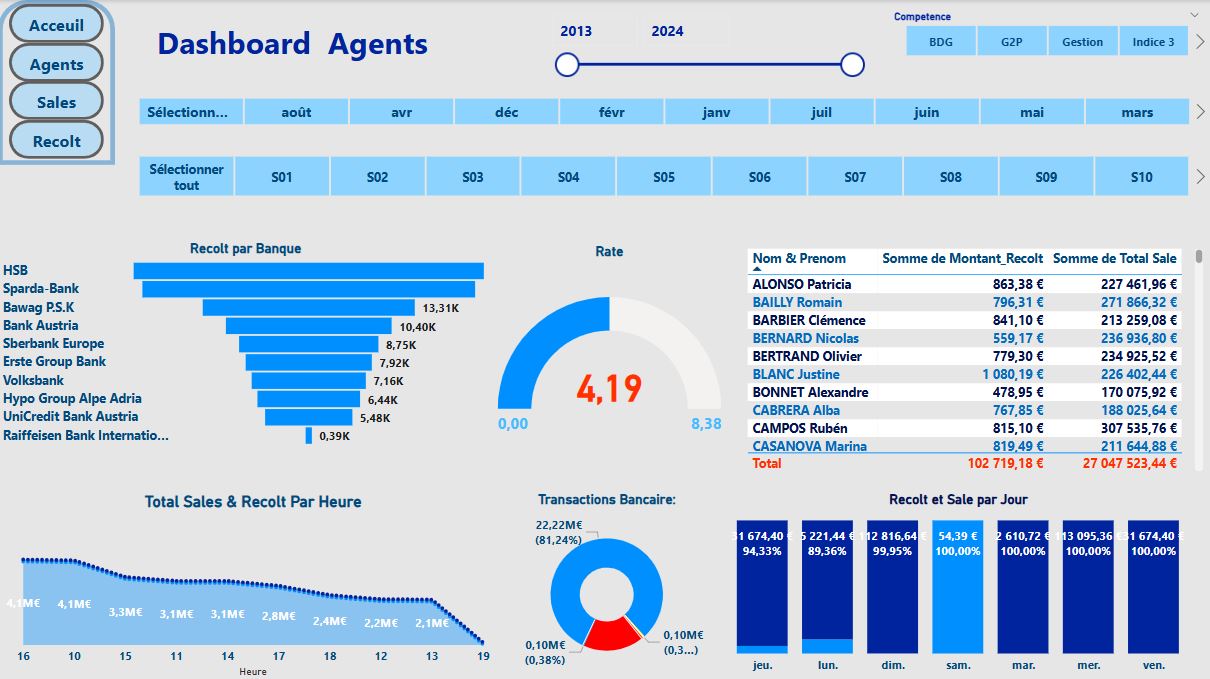 Acceuil
Agents
Sales
Recolt
Dashboard Agents
2013 2024
Competence
BDG G2P Gestion Indice 3
Sélectionn... août avr déc févr janv juil juin mai mars
Sélectionner tout S01 S02 S03 S04 S05 S06 S07 S08 S09 S10
Recolt par Banque
HSB
Sparda-Bank
Bawag P.S.K 13,31K
Bank Austria 10,40K
Sberbank Europe 8,75K
Erste Group Bank 7,92K
Volksbank 7,16K
Hypo Group Alpe Adria 6,44K
UniCredit Bank Austria 5,48K
Raiffeisen Bank Internatio... 0,39K
Rate
4,19
0,00 8,38
Nom & Prenom Somme de Montant_Recolt Somme de Total Sale
ALONSO Patricia 863,38 € 227 461,96 €
BAILLY Romain 796,31 € 271 866,32 €
BARBIER Clémence 841,10 € 213 259,08 €
BERNARD Nicolas 559,17 € 236 936,80 €
BERTRAND Olivier 779,30 € 234 925,52 €
BLANC Justine 1 080,19 € 226 402,44 €
BONNET Alexandre 478,95 € 170 075,92 €
CABRERA Alba 767,85 € 188 025,64 €
CAMPOS Rubén 815,10 € 307 535,76 €
CASANOVA Marina 819,49 € 211 644,88 €
Total 102 719,18 € 27 047 523,44 €
Total Sales & Recolt Par Heure
4,1M€ 4,1M€ 3,3M€ 3,1M€ 3,1M€ 2,8M€ 2,4M€ 2,2M€ 2,1M€
16 10 15 11 14 17 18 12 13 19
Heure
Transactions Bancaire:
22,22M€
(81,24%)
0,10M€
(0,38%)
0,10M€
(0,3...)
Recolt et Sale par Jour
31 674,40 € 5 221,44 € 112 816,64 € 54,39 € 2 610,72 € 113 095,36 € 31 674,40 €
94,33% 89,36% 99,95% 100,00% 100,00% 100,00% 100,00%
jeu. lun. dim. sam. mar. mer. ven.